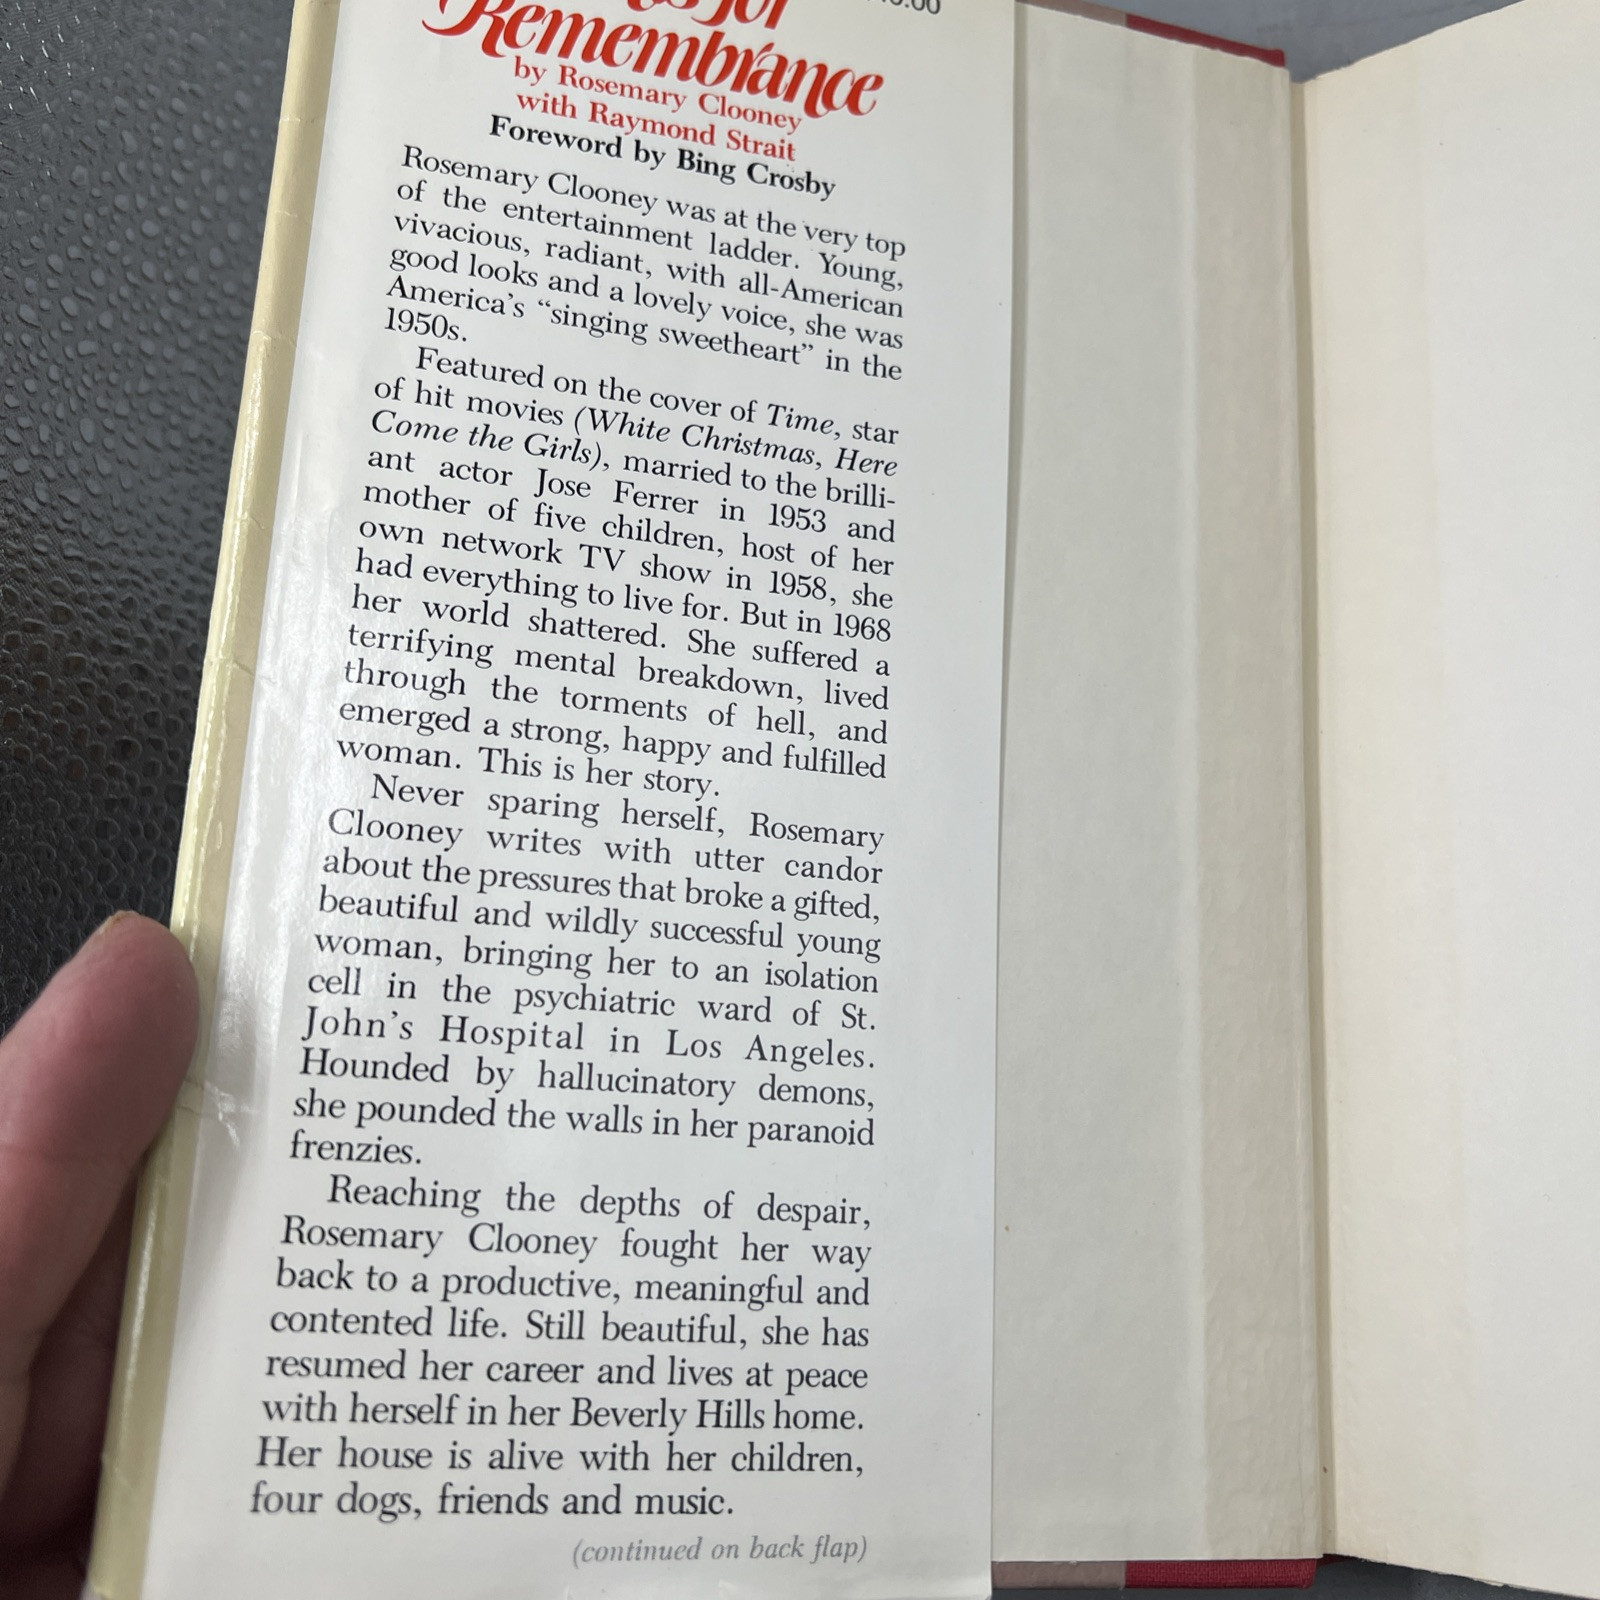 for
Remembrance
by Rosemary Clooney
with Raymond Strait
Foreword by Bing Crosby
Rosemary Clooney was at the very top
of the entertainment ladder. Young,
vivacious, radiant, with all-American
good looks and a lovely voice, she was
America's “singing sweetheart” in the
1950s.
Featured on the cover of Time, star
of hit movies (White Christmas, Here
Come the Girls), married to the brilli-
ant actor Jose Ferrer in 1953 and
mother of five children, host of her
own network TV show in 1958, she
had everything to live for. But in 1968
her world shattered. She suffered a
terrifying mental breakdown, lived
through the torments of hell, and
emerged a strong, happy and fulfilled
woman. This is her story.
Never sparing herself, Rosemary
Clooney writes with utter candor
about the pressures that broke a gifted,
beautiful and wildly successful young
woman, bringing her to an isolation
cell in the psychiatric ward of St.
John's Hospital in Los Angeles.
Hounded by hallucinatory demons,
she pounded the walls in her paranoid
frenzies.
Reaching the depths of despair,
Rosemary Clooney fought her way
back to a productive, meaningful and
contented life. Still beautiful, she has
resumed her career and lives at peace
with herself in her Beverly Hills home.
Her house is alive with her children,
four dogs, friends and music.
(continued on back flap)